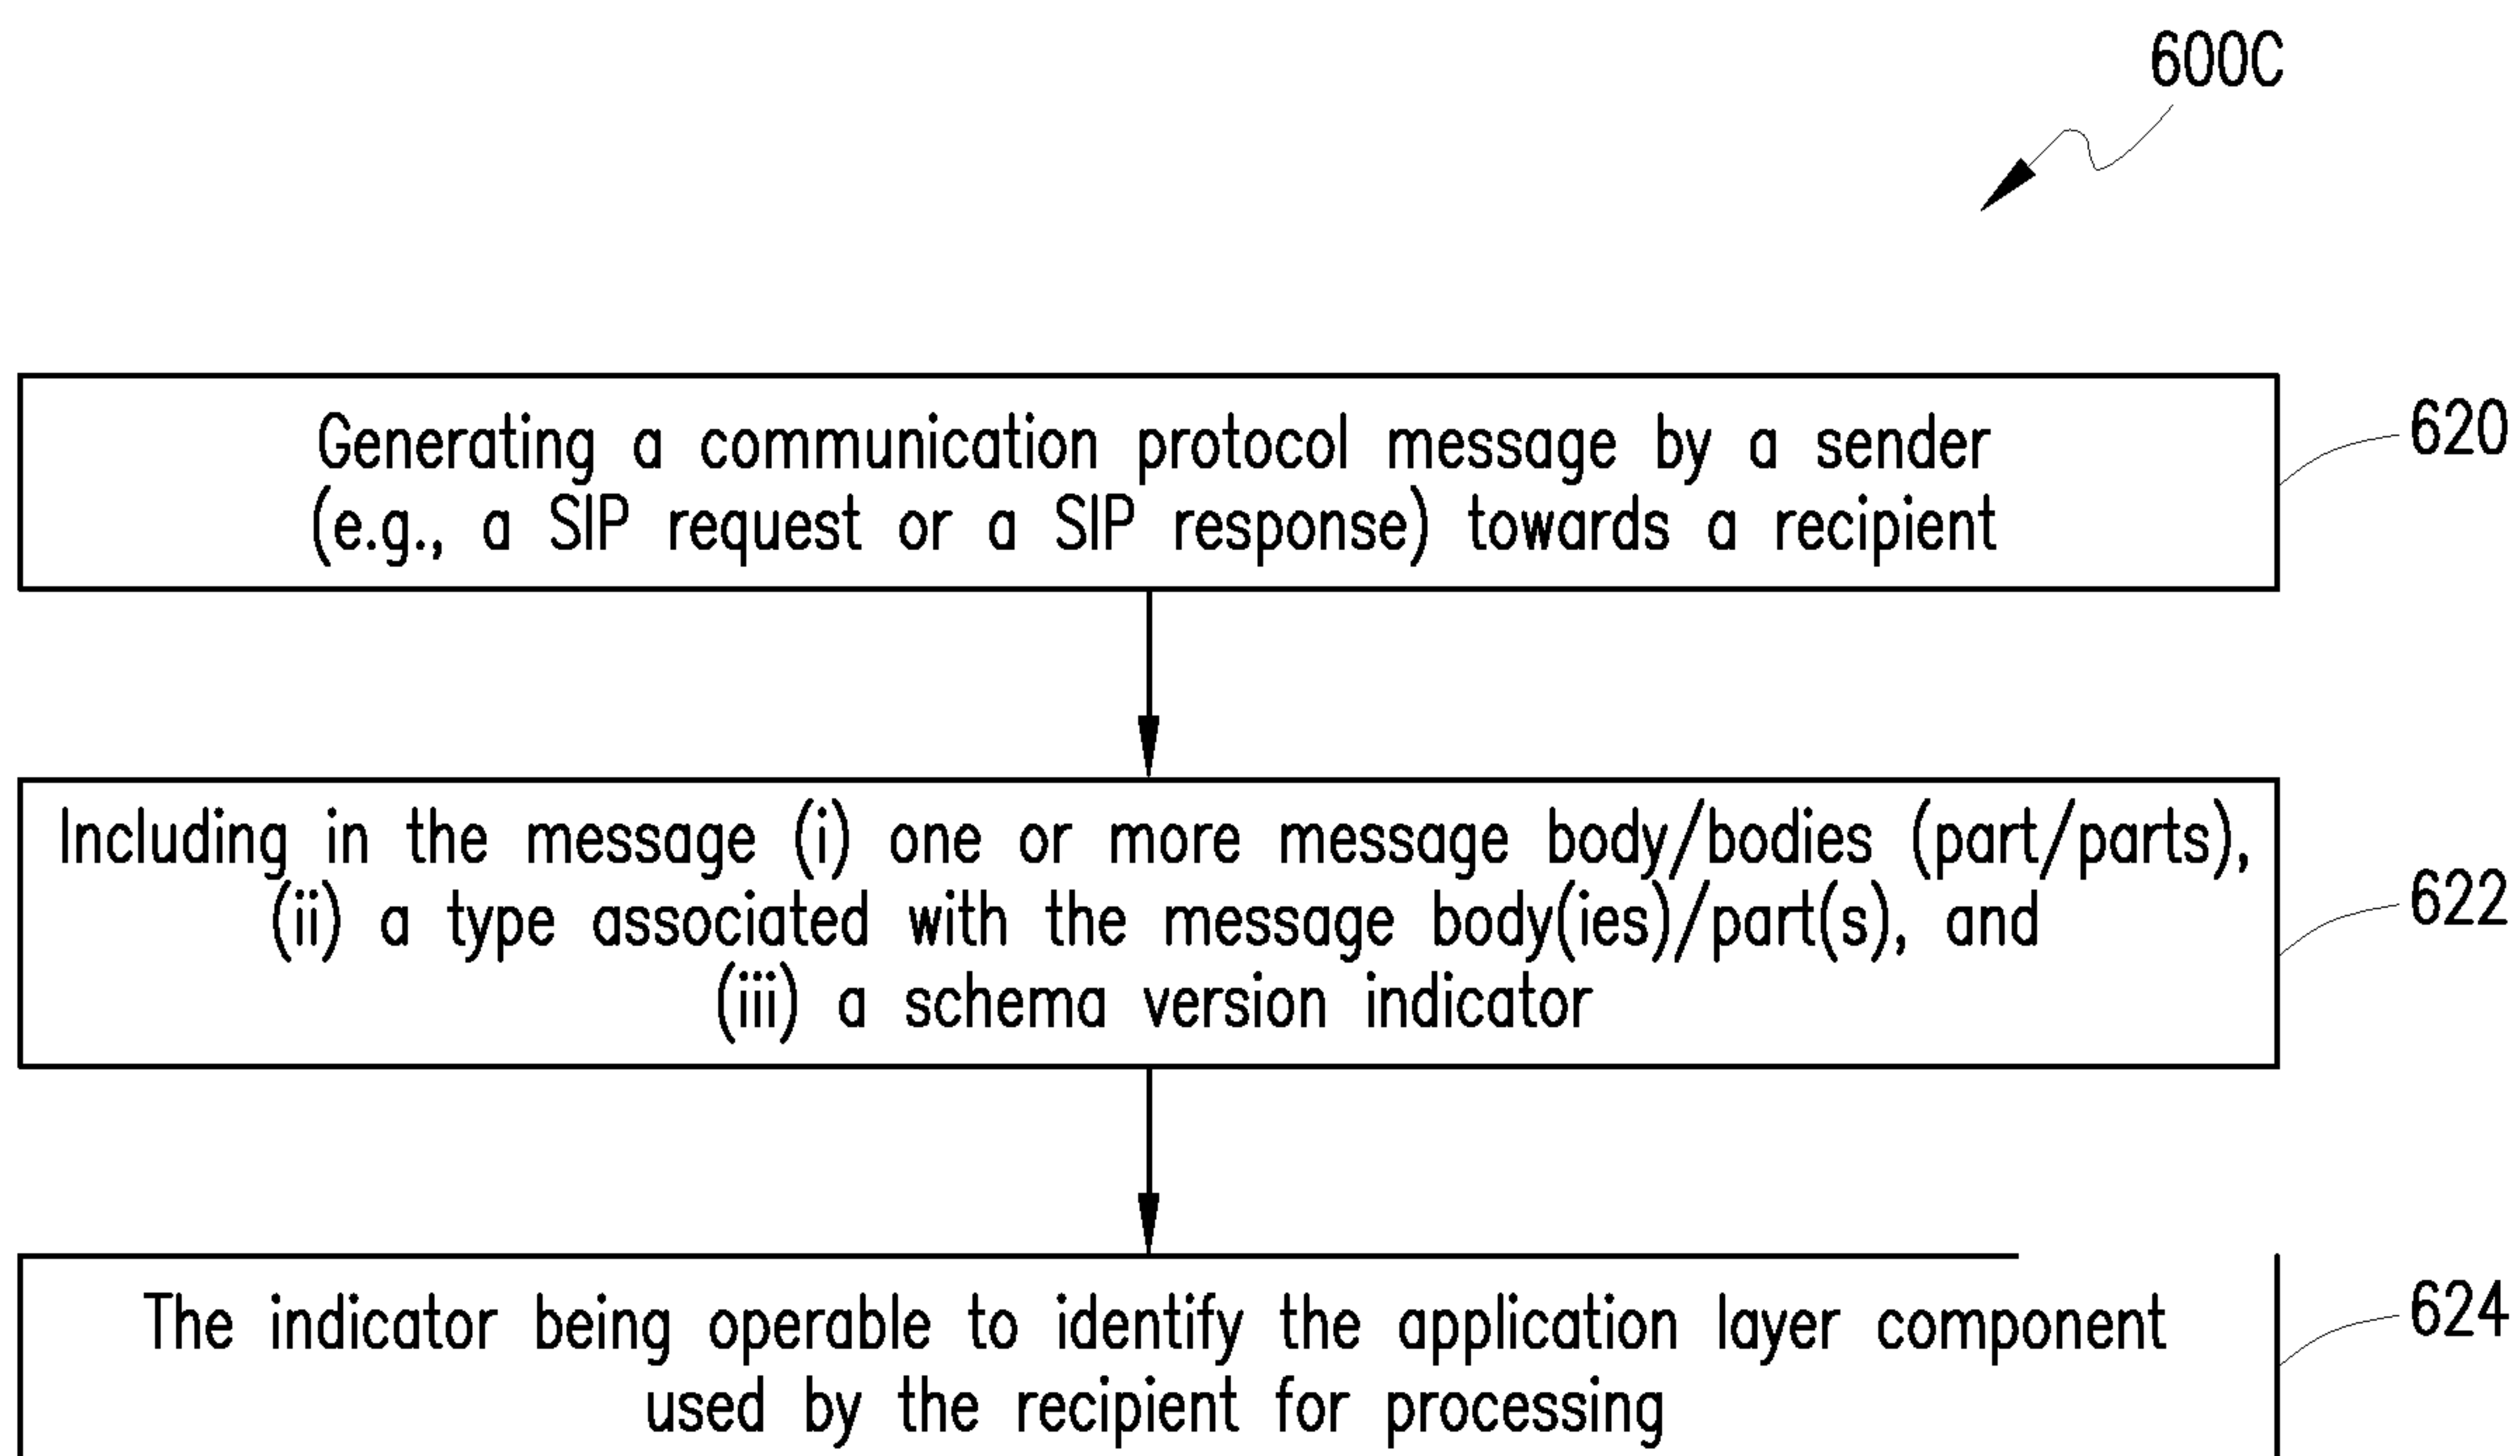 600C
Generating a communication protocol message by a sender
(e.g., a SIP request or a SIP response) towards a recipient
620
Including in the message (i) one or more message body/bodies (part/parts),
(ii) a type associated with the message body(ies)/part(s), and
(iii) a schema version indicator
622
The indicator being operable to identify the application layer component
used by the recipient for processing
624